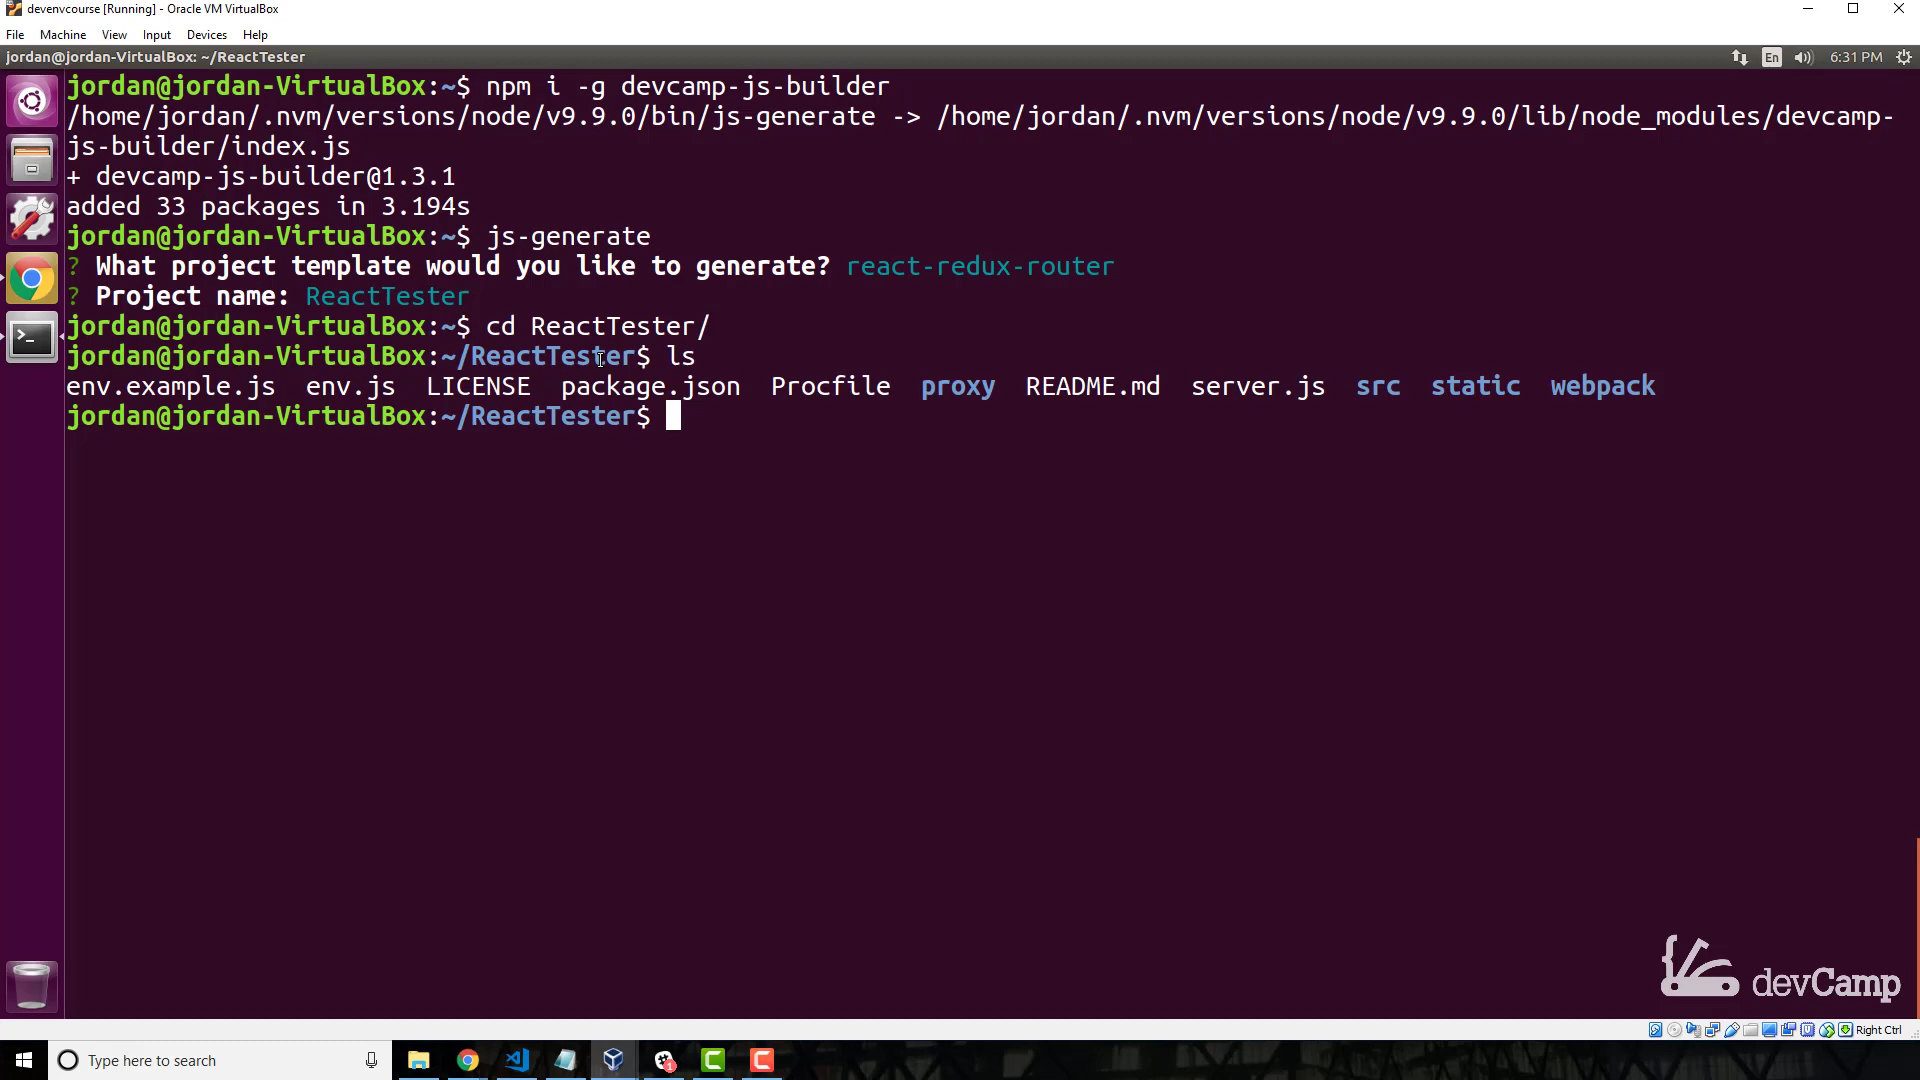 devenvcourse [Running] - Oracle VM VirtualBox
File Machine View Input Devices Help
jordan@jordan-VirtualBox: ~/ReactTester
En
6:31 PM
jordan@jordan-VirtualBox:~$ npm i -g devcamp-js-builder
/home/jordan/.nvm/versions/node/v9.9.0/bin/js-generate -> /home/jordan/.nvm/versions/node/v9.9.0/lib/node_modules/devcamp-
js-builder/index.js
+ devcamp-js-builder@1.3.1
added 33 packages in 3.194s
jordan@jordan-VirtualBox:~$ js-generate
? What project template would you like to generate? react-redux-router
? Project name: ReactTester
jordan@jordan-VirtualBox:~$ cd ReactTester/
jordan@jordan-VirtualBox:~/ReactTester$ ls
env.example.js env.js LICENSE package.json Procfile proxy README.md server.js src static webpack
jordan@jordan-VirtualBox:~/ReactTester$
devCamp
Right Ctrl
Type here to search
1